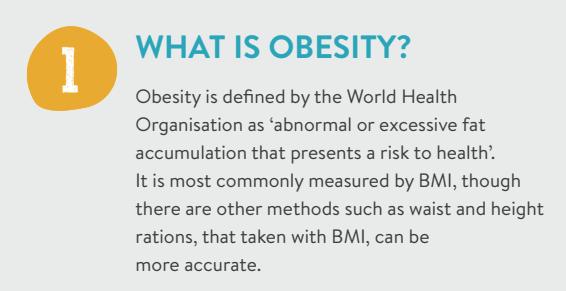 1
WHAT IS OBESITY?
Obesity is defined by the World Health
Organisation as ‘abnormal or excessive fat
accumulation that presents a risk to health’.
It is most commonly measured by BMI, though
there are other methods such as waist and height
rations, that taken with BMI, can be
more accurate.